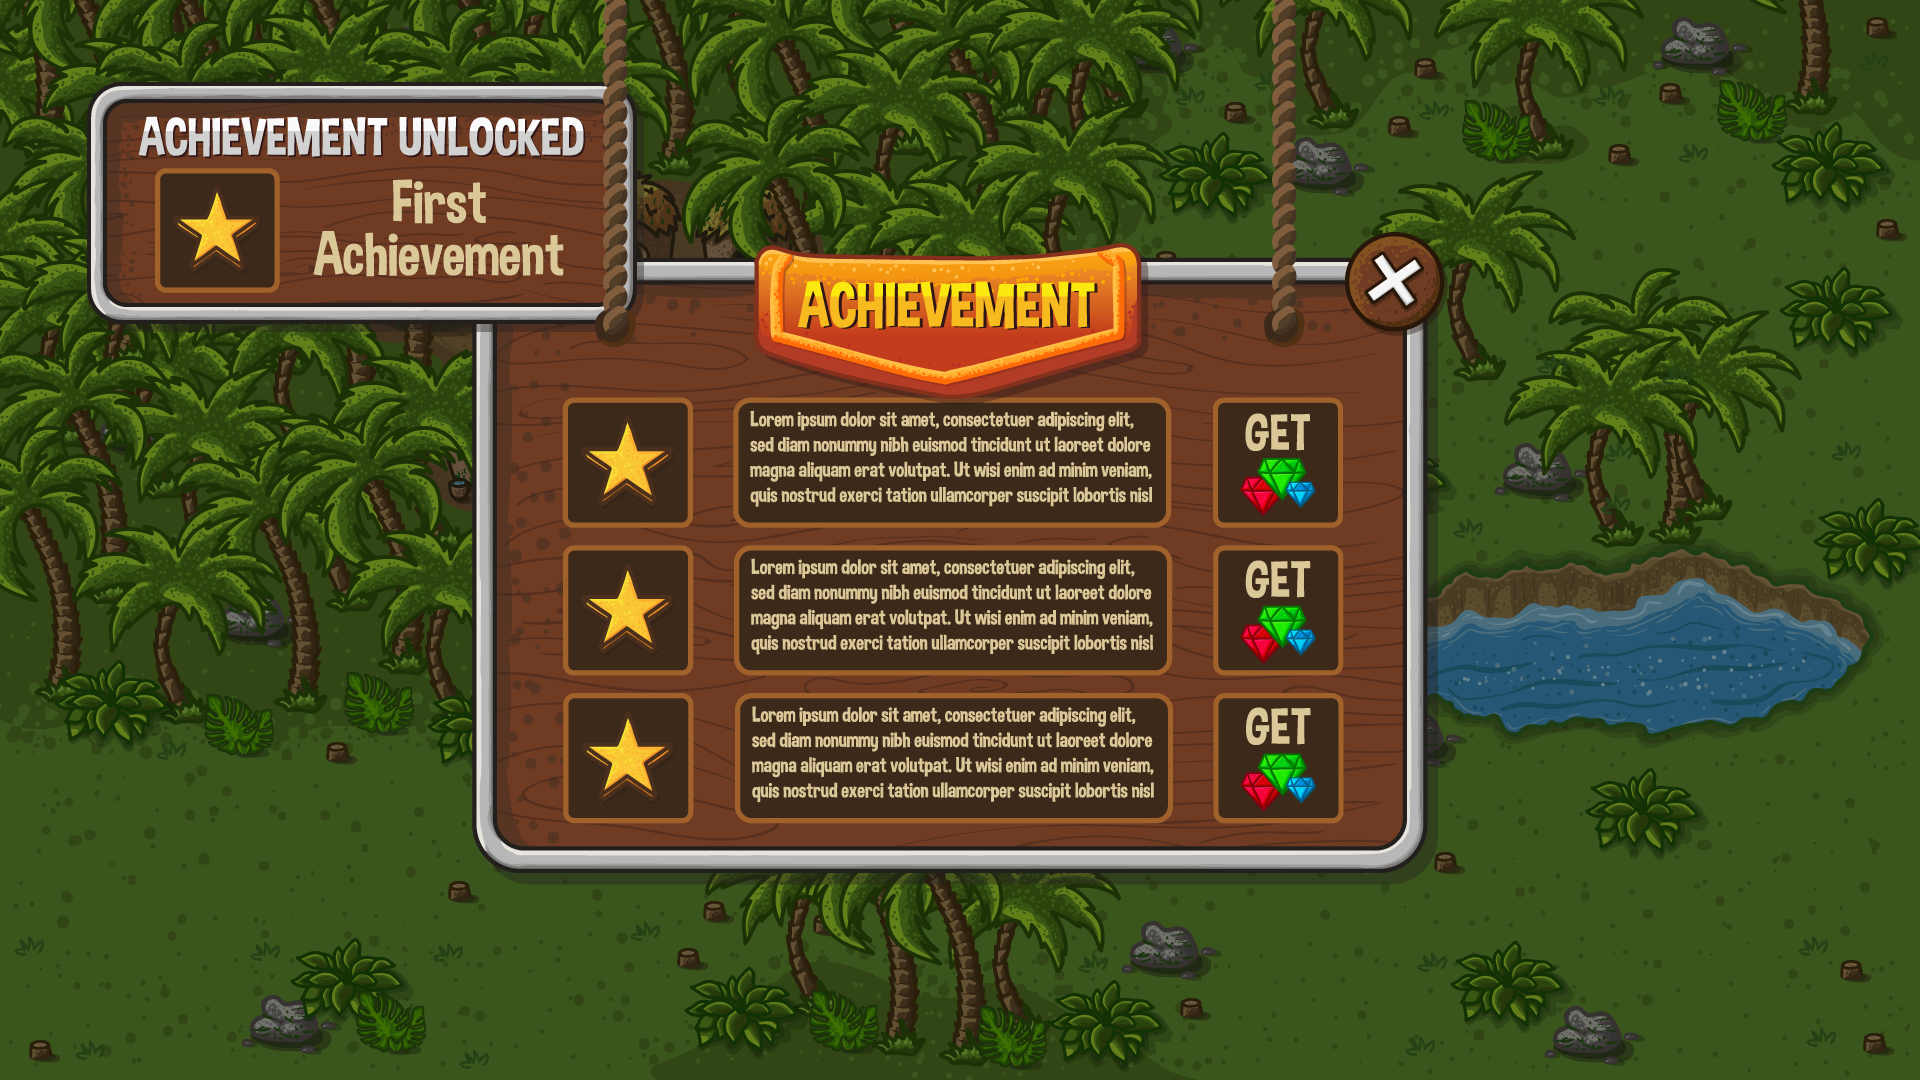 ACHIEVEMENT UNLOCKED
First
Achievement
ACHIEVEMENT
Lorem ipsum dolor sit amet, consectetuer adipiscing elit,
sed diam nonummy nibh euismod tincidunt ut laoreet dolore
magna aliquam erat volutpat. Ut wisi enim ad minim veniam,
quis nostrud exerci tation ullamcorper suscipit lobortis nisl
GET
Lorem ipsum dolor sit amet, consectetuer adipiscing elit,
sed diam nonummy nibh euismod tincidunt ut laoreet dolore
magna aliquam erat volutpat. Ut wisi enim ad minim veniam,
quis nostrud exerci tation ullamcorper suscipit lobortis nisl
GET
Lorem ipsum dolor sit amet, consectetuer adipiscing elit,
sed diam nonummy nibh euismod tincidunt ut laoreet dolore
magna aliquam erat volutpat. Ut wisi enim ad minim veniam,
quis nostrud exerci tation ullamcorper suscipit lobortis nisl
GET